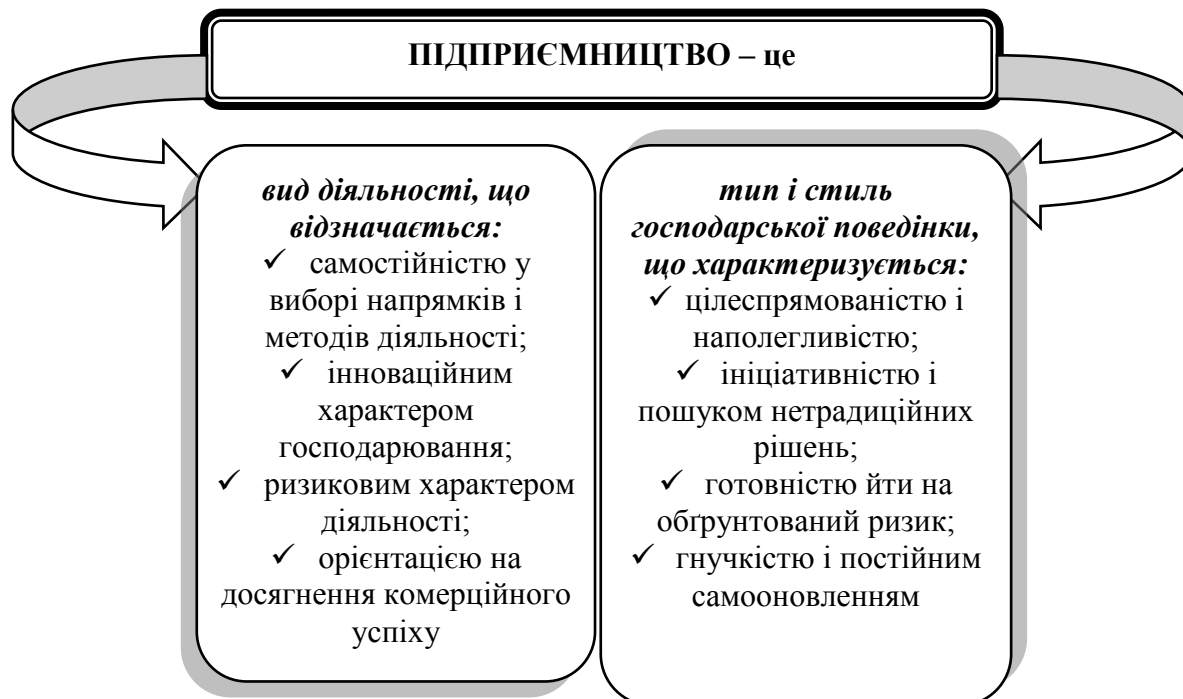 ПІДПРИЄМНИЦТВО – це
вид діяльності, що
відзначається:
✓ самостійністю у
виборі напрямків і
методів діяльності;
✓ інноваційним
характером
господарювання;
✓ ризиковим характером
діяльності;
✓ орієнтацією на
досягнення комерційного
успіху
тип і стиль
господарської поведінки,
що характеризується:
✓ цілеспрямованістю і
наполегливістю;
✓ ініціативністю і
пошуком нетрадиційних
рішень;
✓ готовністю йти на
обґрунтований ризик;
✓ гнучкістю і постійним
самооновленням